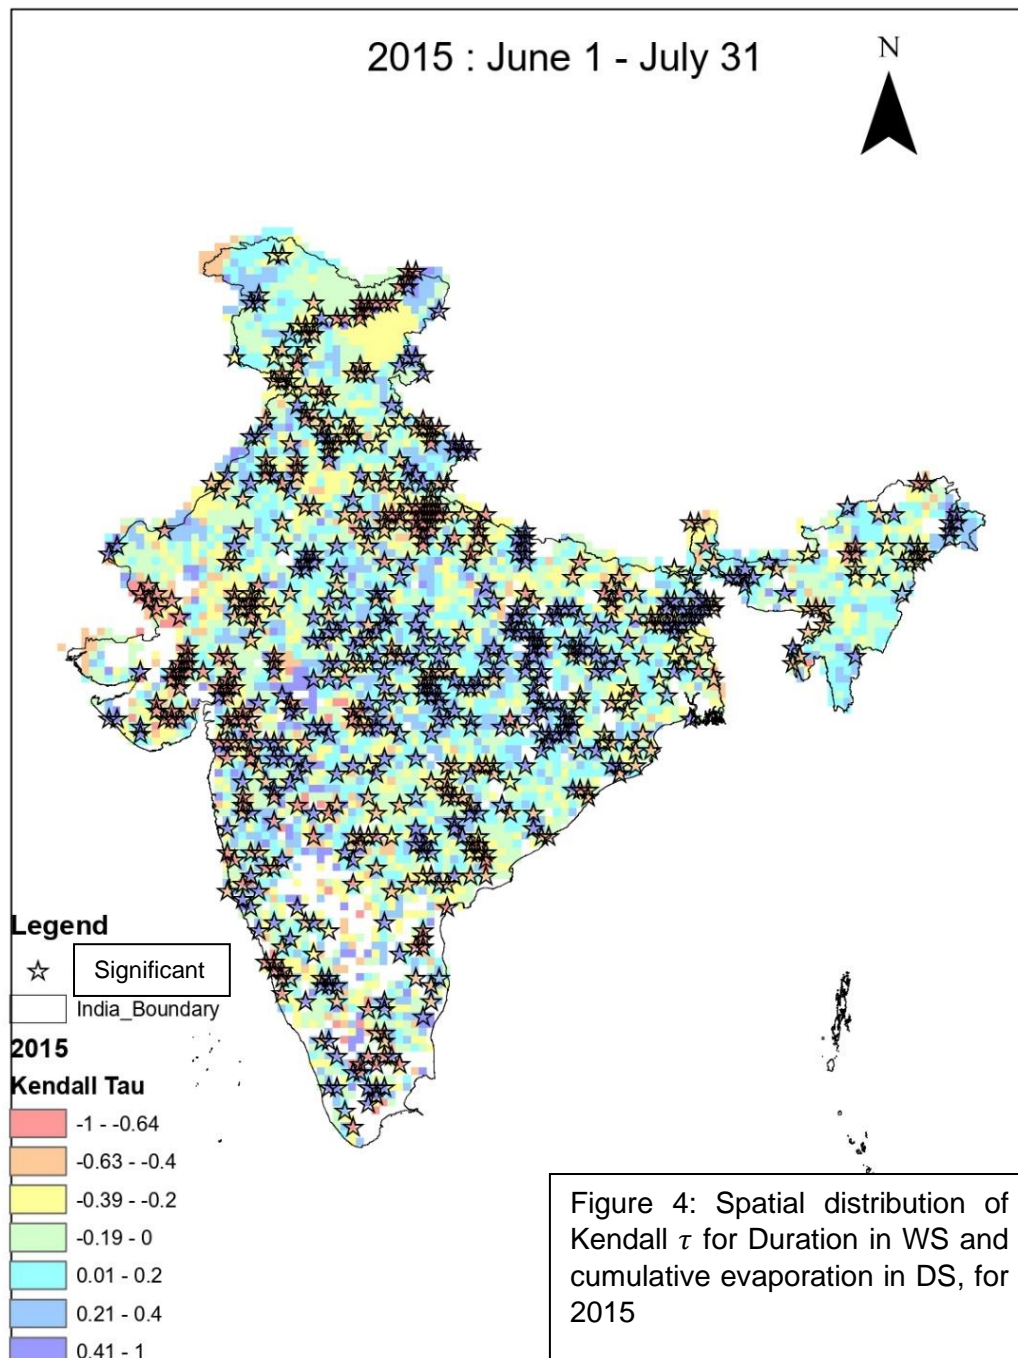 2015 : June 1 - July 31
N
Legend
Significant
India_Boundary
2015
Kendall Tau
-1 - -0.64
-0.63 - -0.4
-0.39 - -0.2
-0.19 - 0
0.01 - 0.2
0.21 - 0.4
0.41 - 1
Figure 4: Spatial distribution of
Kendall τ for Duration in WS and
cumulative evaporation in DS, for
2015